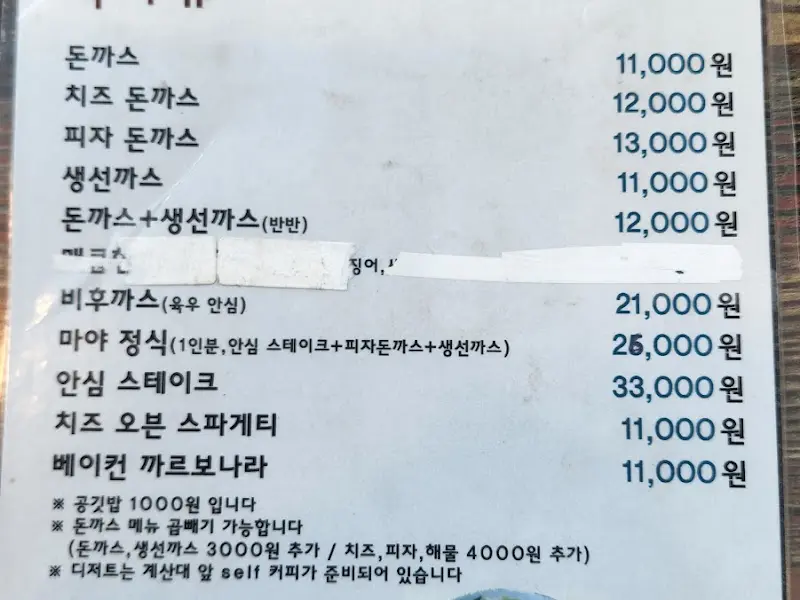 돈까스 11,000원
치즈 돈까스 12,000원
피자 돈까스 13,000원
생선까스 11,000원
돈까스+생선까스(반반) 12,000원
징어,
비후까스(육우 안심) 21,000원
마야 정식(1인분,안심 스테이크+피자돈까스+생선까스) 26,000원
안심 스테이크 33,000원
치즈 오븐 스파게티 11,000원
베이컨 까르보나라 11,000원
※ 공깃밥 1000원 입니다
※ 돈까스 메뉴 곱빼기 가능합니다
(돈까스,생선까스 3000원 추가 / 치즈,피자,해물 4000원 추가)
※ 디저트는 계산대 앞 self 커피가 준비되어 있습니다